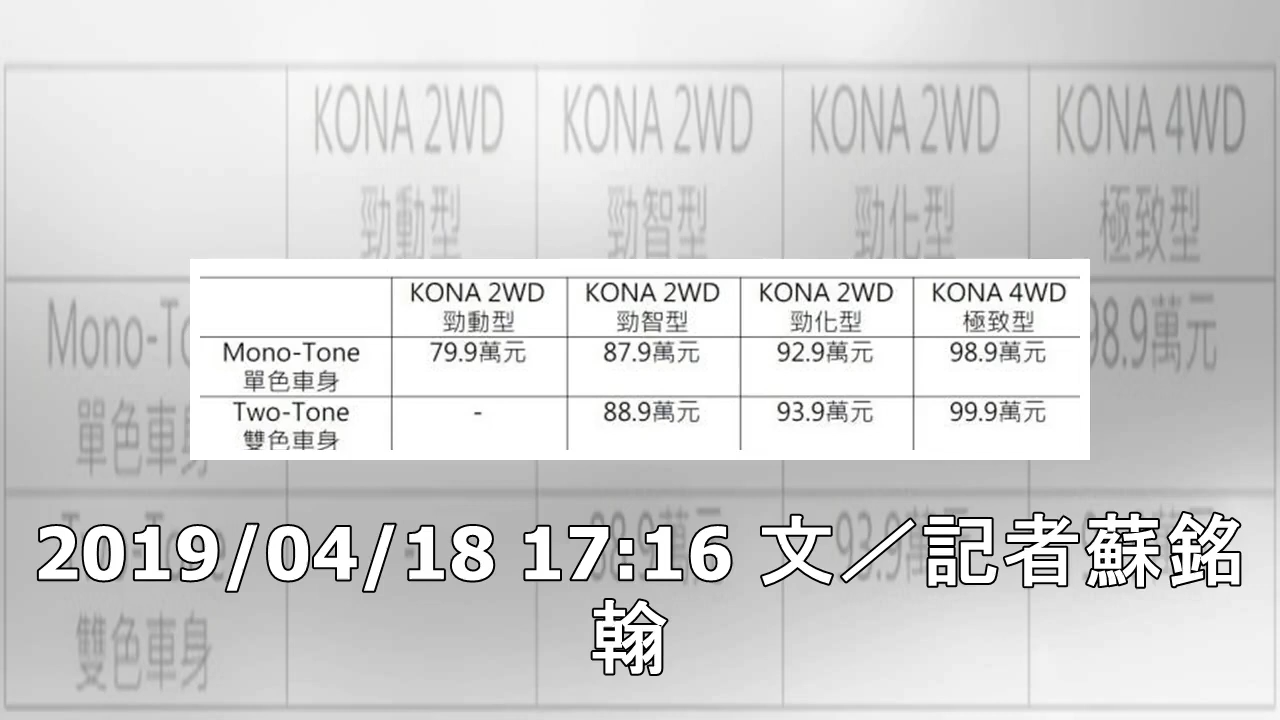 KONA 2WD KONA 2WD KONA 2WD KONA 4WD
勁動型 勁智型 勁化型 極致型
Mono-Tone 79.9萬元 87.9萬元 92.9萬元 98.9萬元
單色車身
Two-Tone - 88.9萬元 93.9萬元 99.9萬元
雙色車身
2019/04/18 17:16 文／記者蘇銘
翰